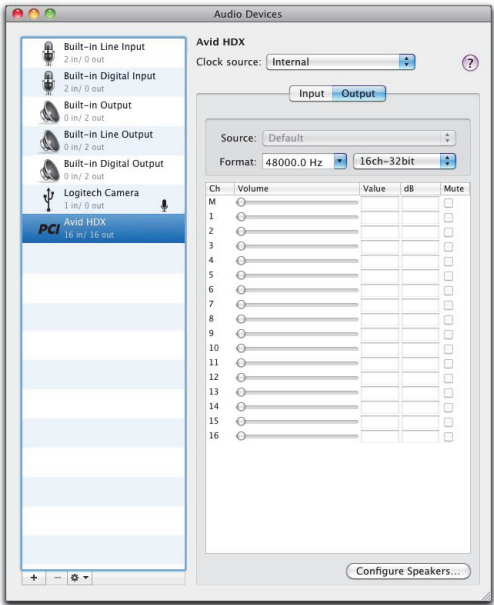 Audio Devices
Built-in Line Input
2 in/ 0 out
Built-in Digital Input
2 in/ 0 out
Built-in Output
0 in/ 2 out
Built-in Line Output
0 in/ 2 out
Built-in Digital Output
0 in/ 2 out
Logitech Camera
1 in/ 0 out
PCI
Avid HDX
16 in/ 16 out
+ −
Avid HDX
Clock source: Internal
?
Input Output
Source: Default
Format: 48000.0 Hz 16ch-32bit
Ch Volume Value dB Mute
M
1
2
3
4
5
6
7
8
9
10
11
12
13
14
15
16
Configure Speakers...